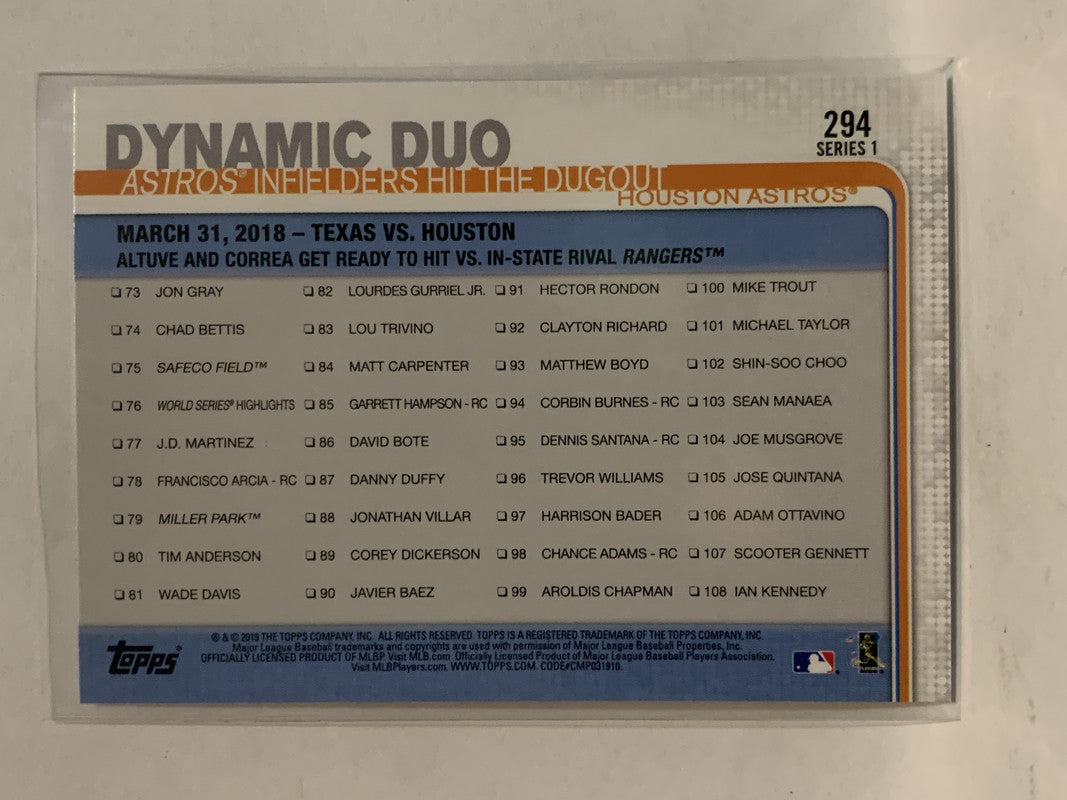 DYNAMIC DUO
294
SERIES 1
ASTROS® INFIELDERS HIT THE DUGOUT
HOUSTON ASTROS®
MARCH 31, 2018 – TEXAS VS. HOUSTON
ALTUVE AND CORREA GET READY TO HIT VS. IN-STATE RIVAL RANGERS™
❏ 73 JON GRAY ❏ 82 LOURDES GURRIEL JR. ❏ 91 HECTOR RONDON ❏ 100 MIKE TROUT
❏ 74 CHAD BETTIS ❏ 83 LOU TRIVINO ❏ 92 CLAYTON RICHARD ❏ 101 MICHAEL TAYLOR
❏ 75 SAFECO FIELD™ ❏ 84 MATT CARPENTER ❏ 93 MATTHEW BOYD ❏ 102 SHIN-SOO CHOO
❏ 76 WORLD SERIES® HIGHLIGHTS ❏ 85 GARRETT HAMPSON - RC ❏ 94 CORBIN BURNES - RC ❏ 103 SEAN MANAEA
❏ 77 J.D. MARTINEZ ❏ 86 DAVID BOTE ❏ 95 DENNIS SANTANA - RC ❏ 104 JOE MUSGROVE
❏ 78 FRANCISCO ARCIA - RC ❏ 87 DANNY DUFFY ❏ 96 TREVOR WILLIAMS ❏ 105 JOSE QUINTANA
❏ 79 MILLER PARK™ ❏ 88 JONATHAN VILLAR ❏ 97 HARRISON BADER ❏ 106 ADAM OTTAVINO
❏ 80 TIM ANDERSON ❏ 89 COREY DICKERSON ❏ 98 CHANCE ADAMS - RC ❏ 107 SCOOTER GENNETT
❏ 81 WADE DAVIS ❏ 90 JAVIER BAEZ ❏ 99 AROLDIS CHAPMAN ❏ 108 IAN KENNEDY
topps®
® & © 2019 THE TOPPS COMPANY, INC. ALL RIGHTS RESERVED. TOPPS IS A REGISTERED TRADEMARK OF THE TOPPS COMPANY, INC.
Major League Baseball trademarks and copyrights are used with permission of Major League Baseball Properties, Inc.
OFFICIALLY LICENSED PRODUCT OF MLBP Visit MLB.com. Officially Licensed Product of Major League Baseball Players Association.
Visit MLBPlayers.com. WWW.TOPPS.COM. CODE#CMP031910.